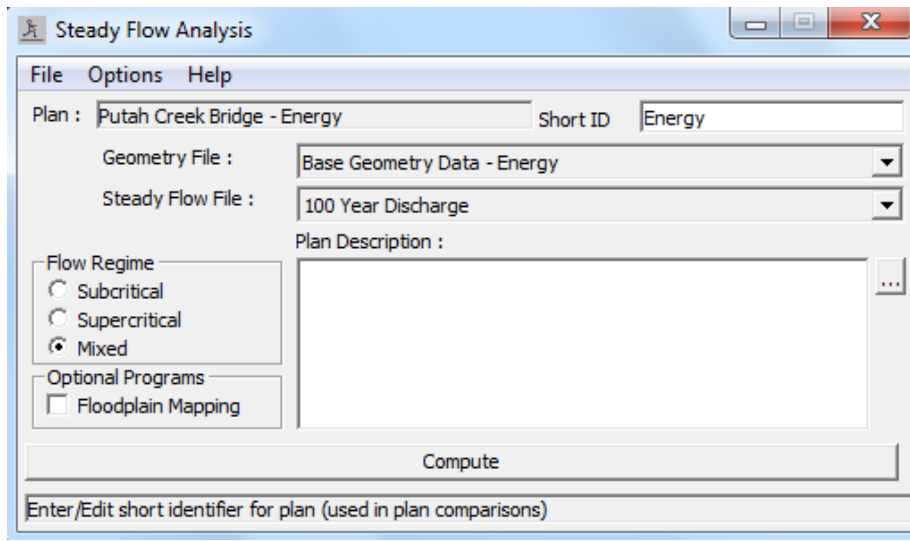 Steady Flow Analysis
File Options Help
Plan : Putah Creek Bridge - Energy Short ID Energy
Geometry File : Base Geometry Data - Energy
Steady Flow File : 100 Year Discharge
Plan Description :
...
Flow Regime
Subcritical
Supercritical
Mixed
Optional Programs
Floodplain Mapping
Compute
Enter/Edit short identifier for plan (used in plan comparisons)